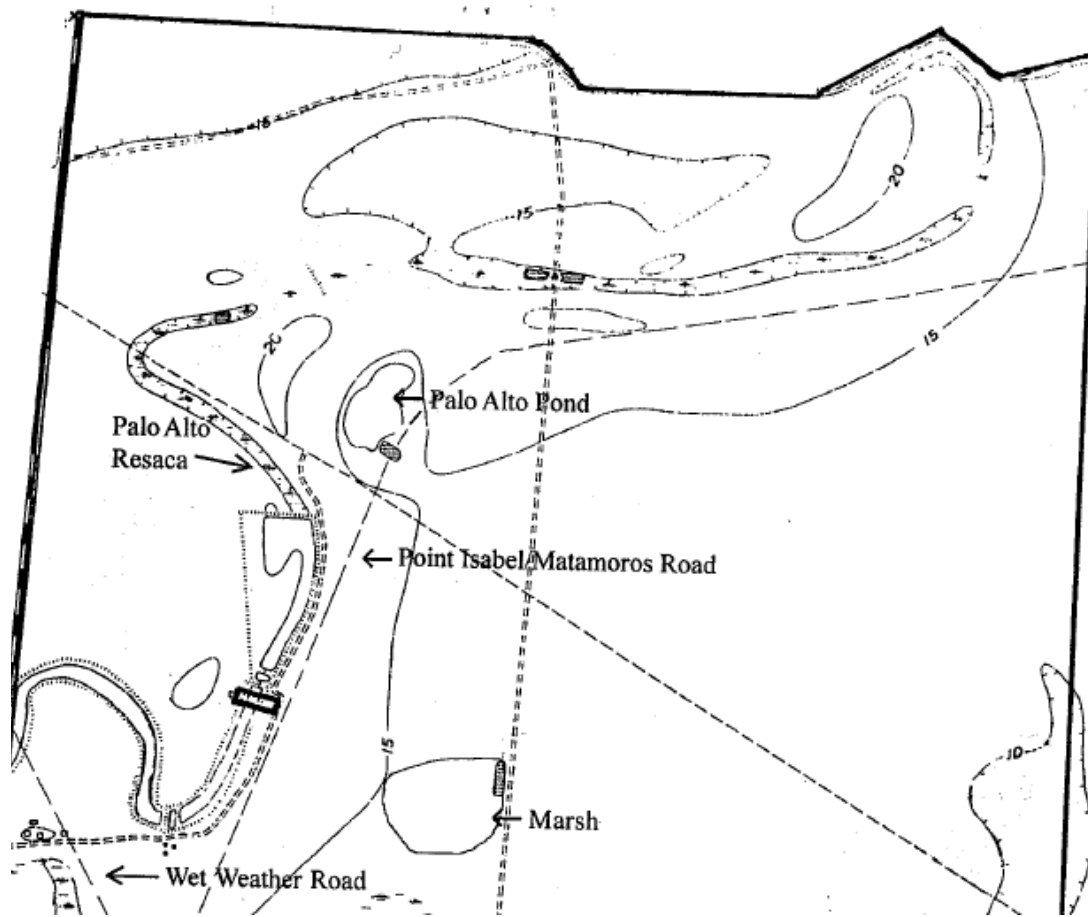 15
20
15
15
20
Palo Alto Pond
Palo Alto
Resaca
Point Isabel/Matamoros Road
15
10
Marsh
Wet Weather Road